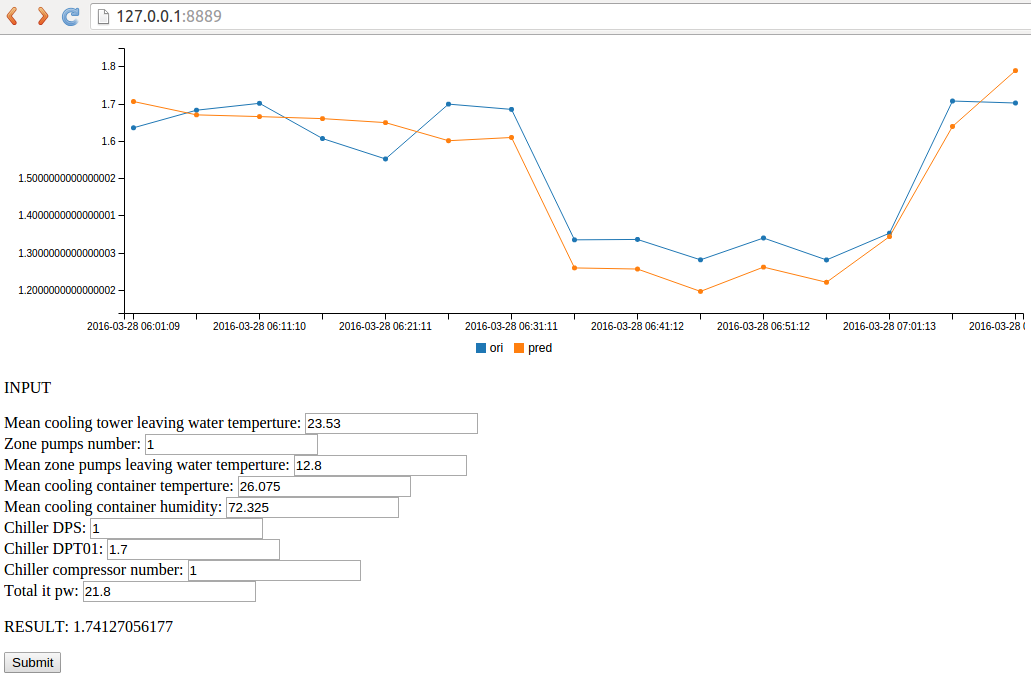 127.0.0.1:8889
1.8
1.7
1.6
1.5000000000000002
1.4000000000000001
1.3000000000000003
1.2000000000000002
2016-03-28 06:01:09 2016-03-28 06:11:10 2016-03-28 06:21:11 2016-03-28 06:31:11 2016-03-28 06:41:12 2016-03-28 06:51:12 2016-03-28 07:01:13 2016-03-28
ori pred
INPUT
Mean cooling tower leaving water temperture: 23.53
Zone pumps number: 1
Mean zone pumps leaving water temperture: 12.8
Mean cooling container temperture: 26.075
Mean cooling container humidity: 72.325
Chiller DPS: 1
Chiller DPT01: 1.7
Chiller compressor number: 1
Total it pw: 21.8
RESULT: 1.74127056177
Submit